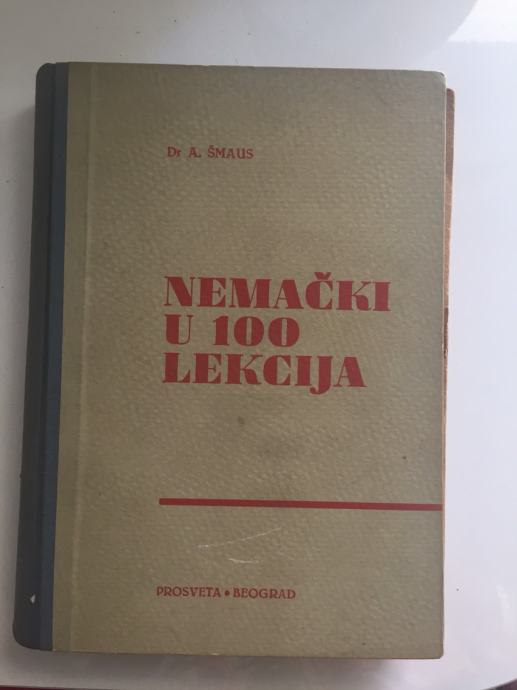 Dr A. ŠMAUS
NEMAČKI
U 100
LEKCIJA
PROSVETA • BEOGRAD